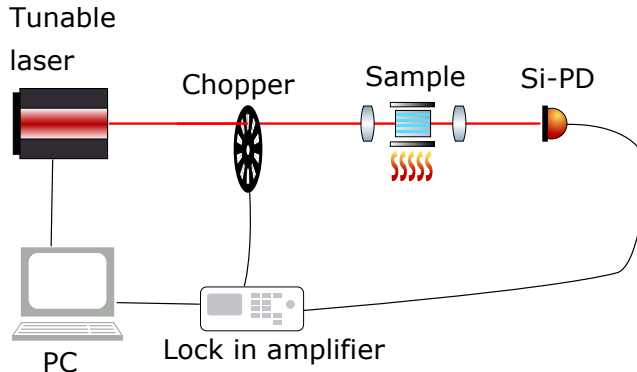 Tunable
laser
Chopper
Sample
Si-PD
PC
Lock in amplifier